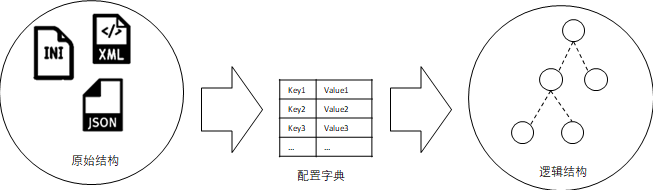 INI
</>
XML
JSON
原始结构
Key1 Value1
Key2 Value2
Key3 Value3
... ...
配置字典
逻辑结构